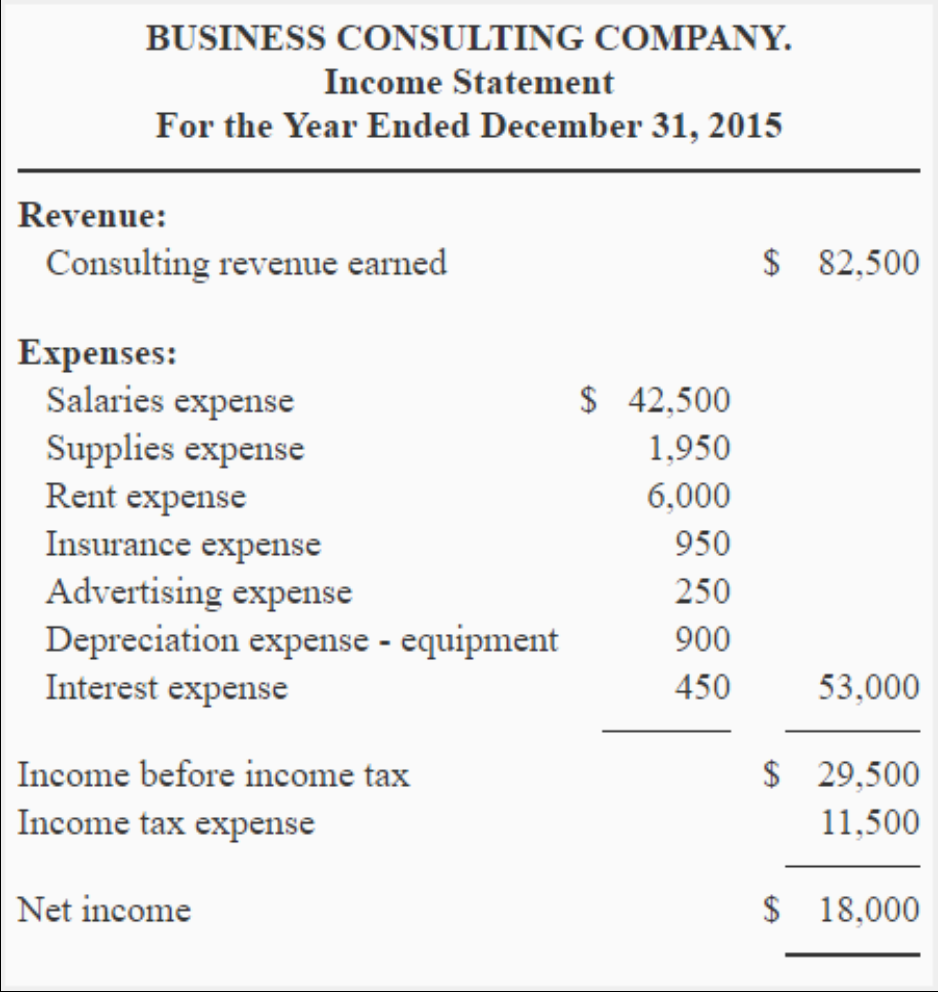 BUSINESS CONSULTING COMPANY.
Income Statement
For the Year Ended December 31, 2015
Revenue:
Consulting revenue earned $ 82,500
Expenses:
Salaries expense $ 42,500
Supplies expense 1,950
Rent expense 6,000
Insurance expense 950
Advertising expense 250
Depreciation expense - equipment 900
Interest expense 450 53,000
Income before income tax $ 29,500
Income tax expense 11,500
Net income $ 18,000